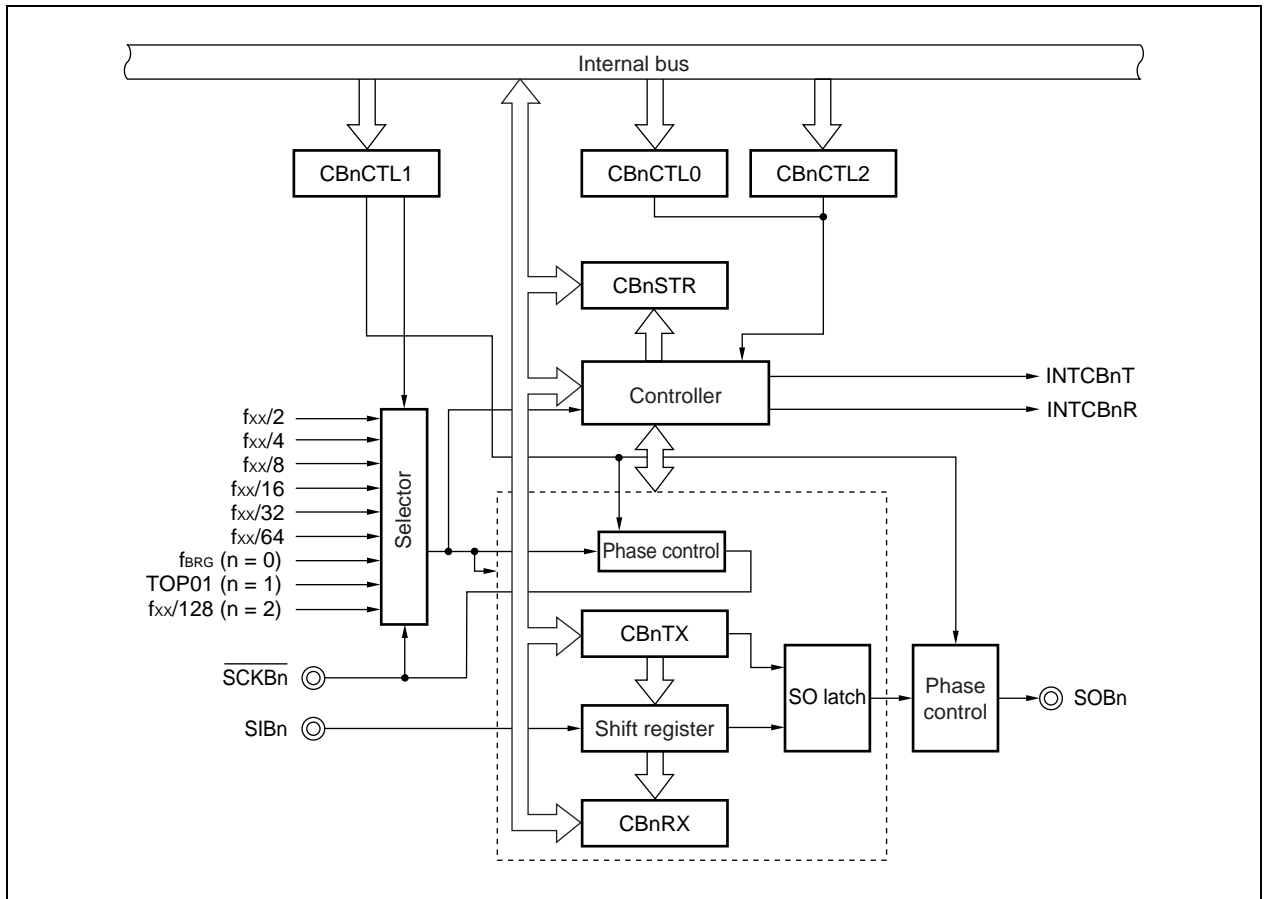 Internal bus
CBnCTL1
CBnCTL0
CBnCTL2
CBnSTR
Controller
INTCBnT
INTCBnR
fxx/2
fxx/4
fxx/8
fxx/16
fxx/32
fxx/64
fBRG (n = 0)
TOP01 (n = 1)
fxx/128 (n = 2)
Selector
Phase control
CBnTX
SCKBn
SO latch
Phase
control
SOBn
SIBn
Shift register
CBnRX